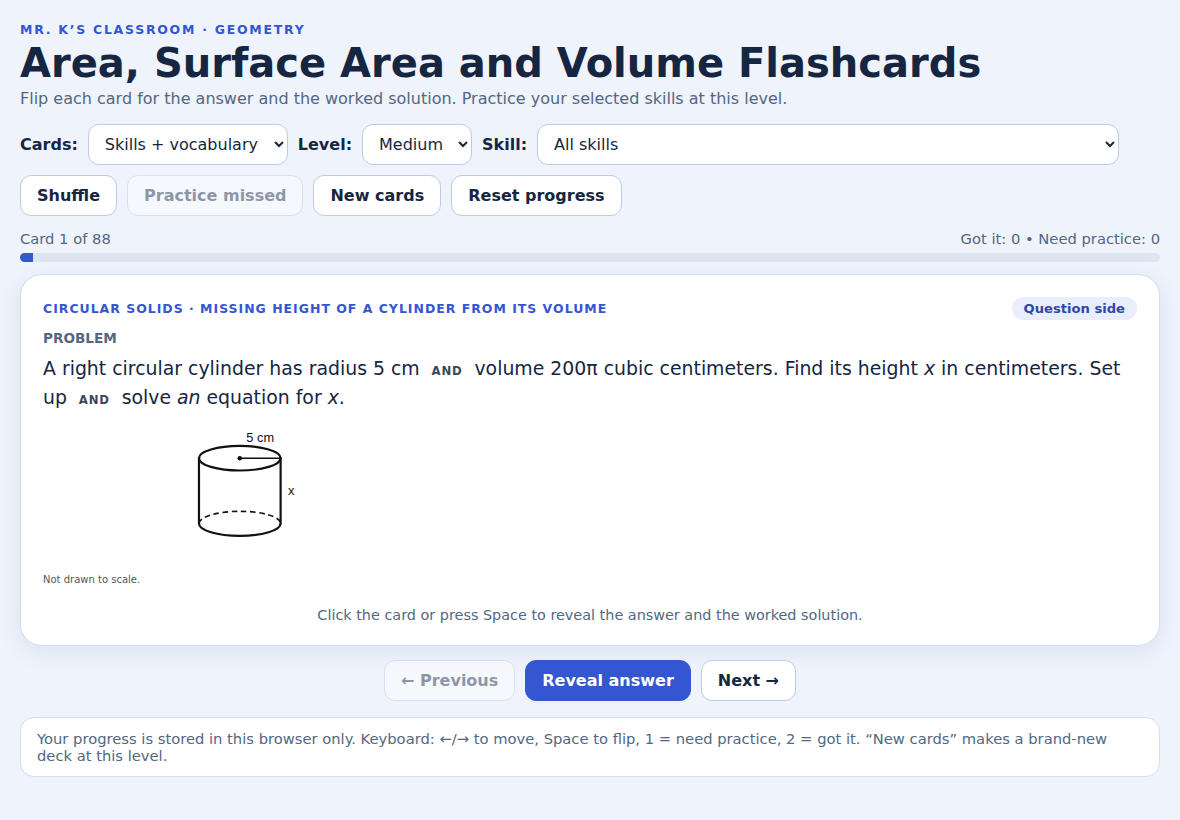 MR. K’S CLASSROOM · GEOMETRY
Area, Surface Area and Volume Flashcards
Flip each card for the answer and the worked solution. Practice your selected skills at this level.
Cards: Skills + vocabulary Level: Medium Skill: All skills
Shuffle Practice missed New cards Reset progress
Card 1 of 88 Got it: 0 • Need practice: 0
CIRCULAR SOLIDS · MISSING HEIGHT OF A CYLINDER FROM ITS VOLUME Question side
PROBLEM
A right circular cylinder has radius 5 cm AND volume 200π cubic centimeters. Find its height x in centimeters. Set
up AND solve an equation for x.
5 cm
x
Not drawn to scale.
Click the card or press Space to reveal the answer and the worked solution.
← Previous Reveal answer Next →
Your progress is stored in this browser only. Keyboard: ←/→ to move, Space to flip, 1 = need practice, 2 = got it. “New cards” makes a brand-new
deck at this level.